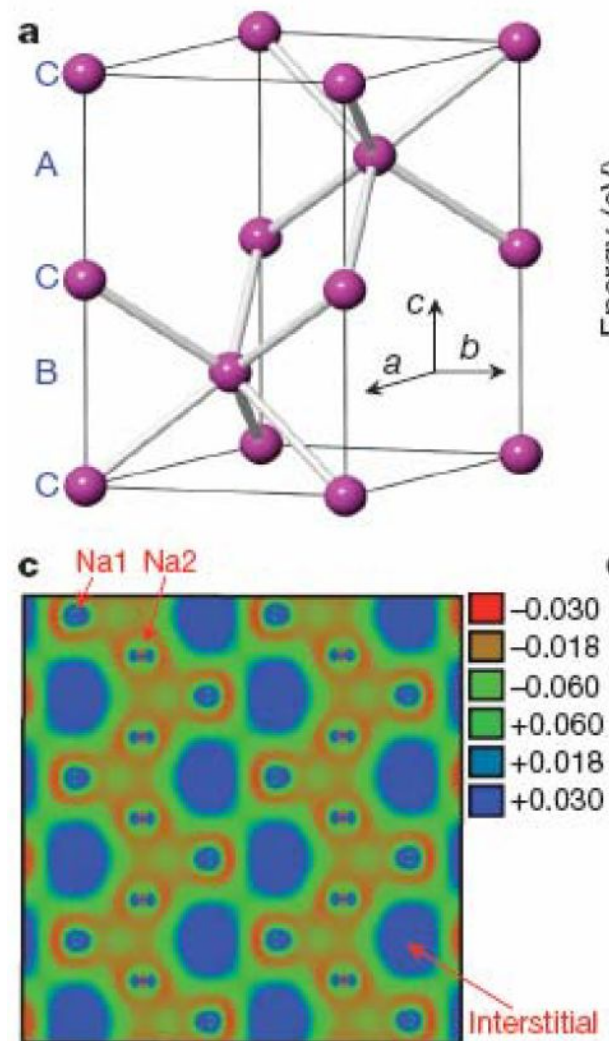 a
C
A
C
B
C
c
a
b
Energy (eV)
c
Na1
Na2
−0.030
−0.018
−0.060
+0.060
+0.018
+0.030
Interstitial